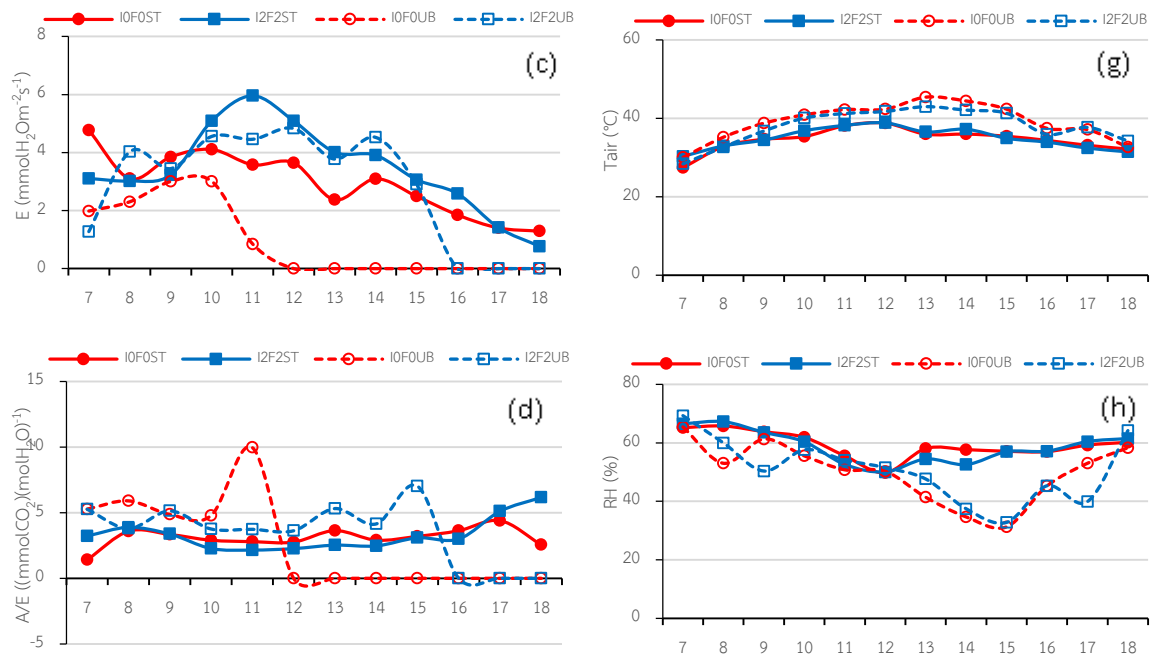 I0F0ST I2F2ST I0F0UB I2F2UB
(c)
E (mmolH2Om-2s-1)
8
6
4
2
0
7 8 9 10 11 12 13 14 15 16 17 18
I0F0ST I2F2ST I0F0UB I2F2UB
(g)
Tair (°C)
60
40
20
0
7 8 9 10 11 12 13 14 15 16 17 18
I0F0ST I2F2ST I0F0UB I2F2UB
(d)
A/E ((mmol(CO2)(molH2O)-1)
15
10
5
0
-5
7 8 9 10 11 12 13 14 15 16 17 18
I0F0ST I2F2ST I0F0UB I2F2UB
(h)
RH (%)
80
60
40
20
0
7 8 9 10 11 12 13 14 15 16 17 18